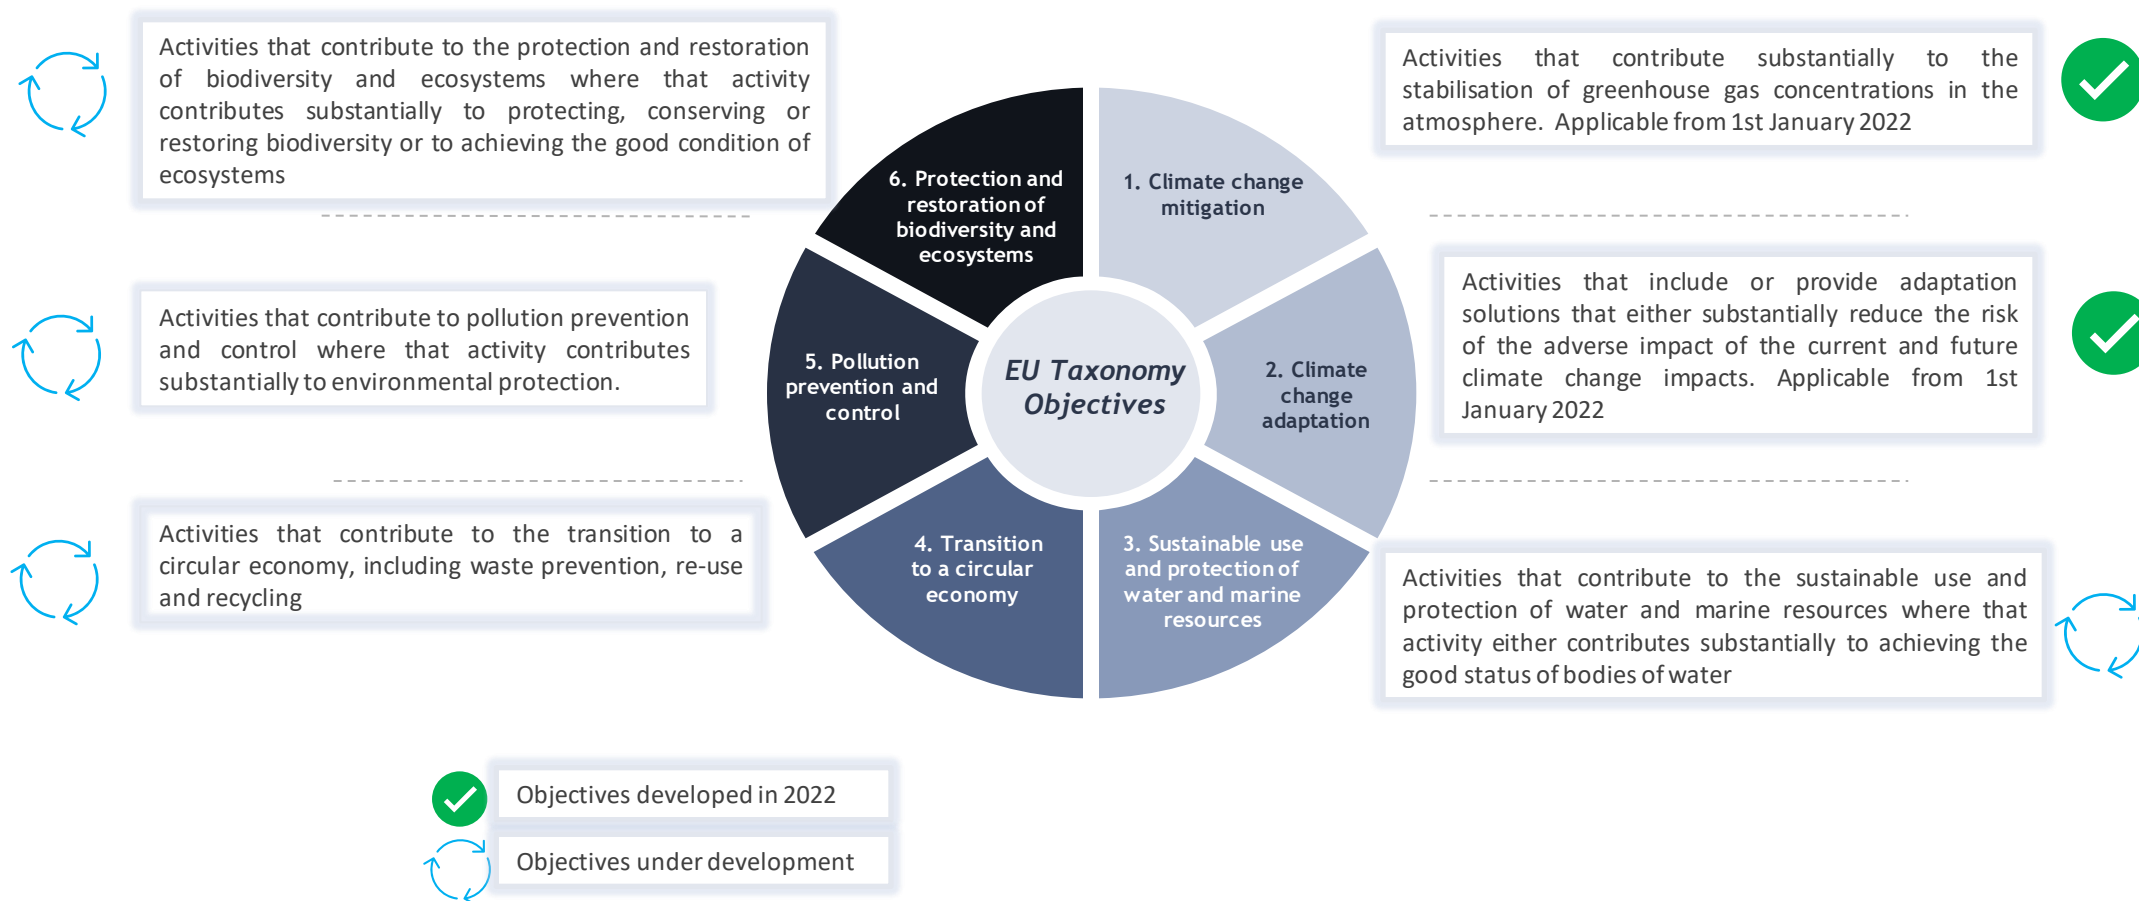 Activities that contribute to the protection and restoration
of biodiversity and ecosystems where that activity
contributes substantially to protecting, conserving or
restoring biodiversity or to achieving the good condition of
ecosystems
Activities that contribute to pollution prevention
and control where that activity contributes
substantially to environmental protection.
Activities that contribute to the transition to a
circular economy, including waste prevention, re-use
and recycling
6. Protection and
restoration of
biodiversity and
ecosystems
1. Climate change
mitigation
5. Pollution
prevention and
control
EU Taxonomy
Objectives
2. Climate
change
adaptation
4. Transition
to a circular
economy
3. Sustainable use
and protection of
water and marine
resources
Activities that contribute substantially to the
stabilisation of greenhouse gas concentrations in the
atmosphere. Applicable from 1st January 2022
Activities that include or provide adaptation
solutions that either substantially reduce the risk
of the adverse impact of the current and future
climate change impacts. Applicable from 1st
January 2022
Activities that contribute to the sustainable use and
protection of water and marine resources where that
activity either contributes substantially to achieving the
good status of bodies of water
Objectives developed in 2022
Objectives under development